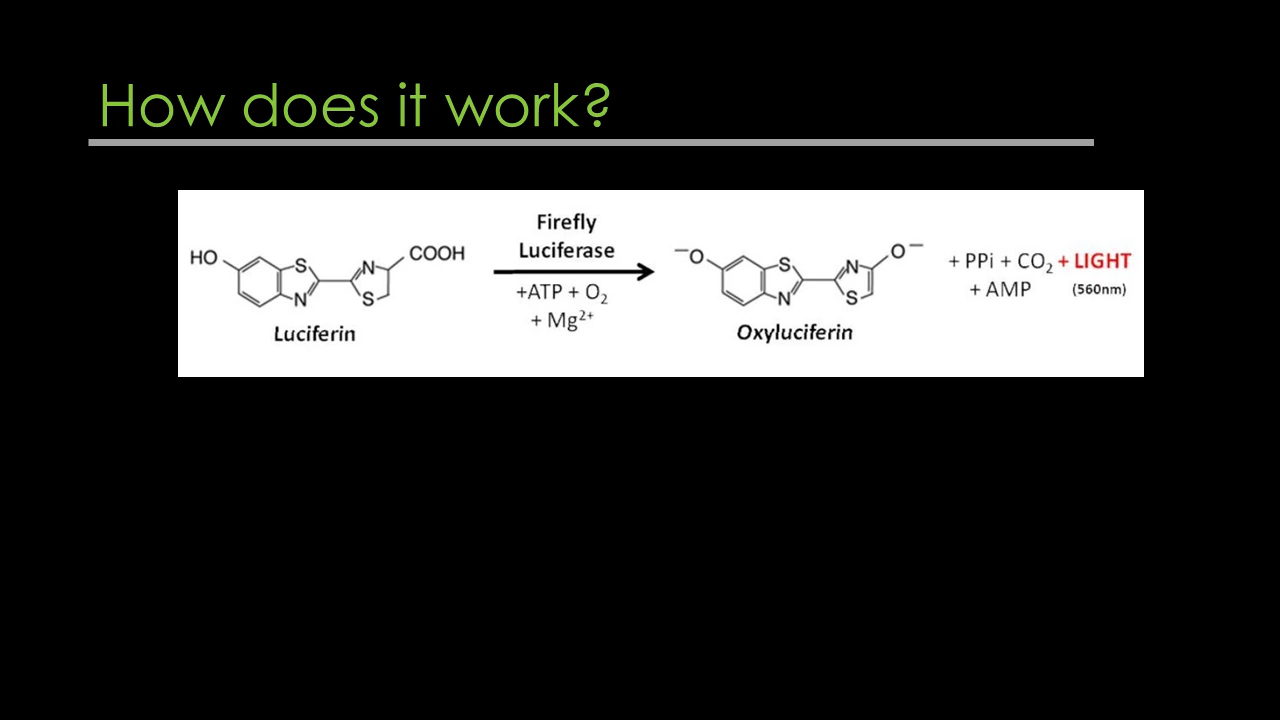 How does it work?
Firefly
Luciferase
HO
S
N
N
S
COOH
+ATP + O₂
+ Mg²⁺
Luciferin
⁻O
S
N
N
S
O⁻
Oxyluciferin
+ PPi + CO₂ + LIGHT
+ AMP (560nm)